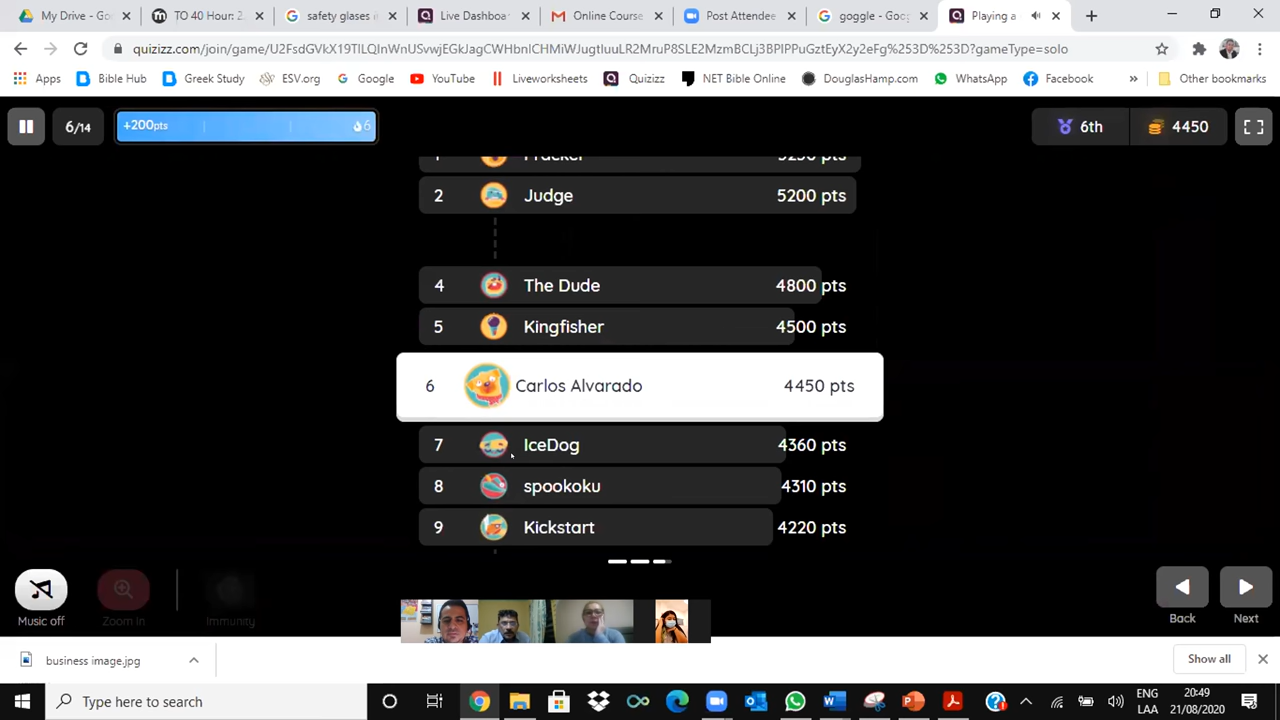 My Drive - Goo
TO 40 Hour: 2.
safety glases i
Live Dashboa
Online Course
Post Attendee
goggle - Goo
Playing a
quizizz.com/join/game/
?gameType=solo
Apps
Bible Hub
Greek Study
ESV.org
Google
YouTube
Liveworksheets
Quizizz
NET Bible Online
DouglasHamp.com
WhatsApp
Facebook
»
Other bookmarks
6/14
+200pts
6
6th
4450
2 Judge 5200 pts
4 The Dude 4800 pts
5 Kingfisher 4500 pts
6 Carlos Alvarado 4450 pts
7 IceDog 4360 pts
8 spookoku 4310 pts
9 Kickstart 4220 pts
Music off
Zoom In
Immunity
Back
Next
business image.jpg
Show all
Type here to search
ENG
LAA
20:49
21/08/2020